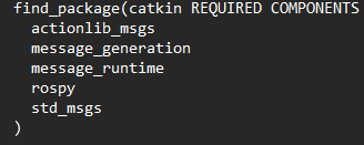 find_package(catkin REQUIRED COMPONENTS
  actionlib_msgs
  message_generation
  message_runtime
  rospy
  std_msgs
)